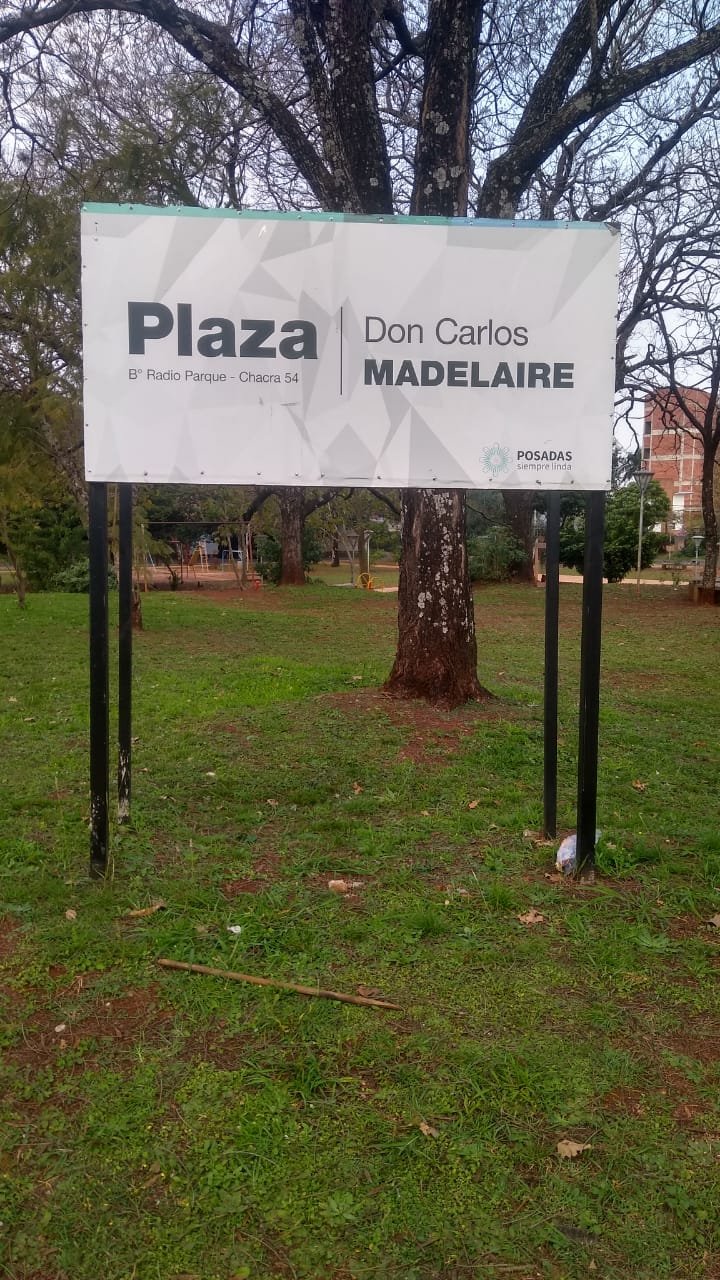 Plaza
B° Radio Parque - Chacra 54
Don Carlos
MADELAIRE
POSADAS
siempre linda